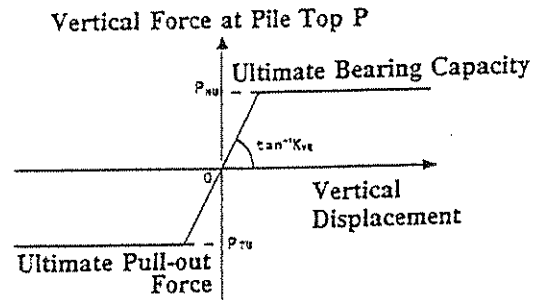 Vertical Force at Pile Top P
Ultimate Bearing Capacity
P_NU
tan⁻¹K_VE
0
Vertical
Displacement
P_TU
Ultimate Pull-out
Force